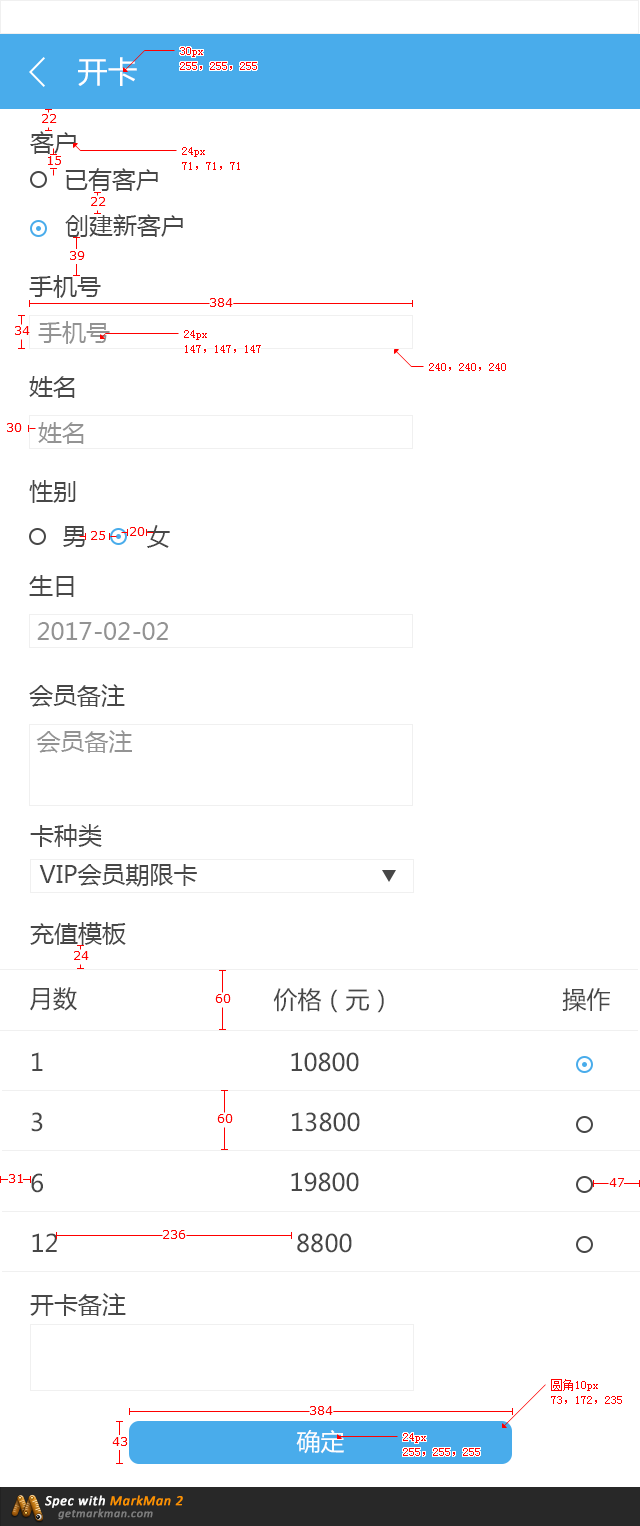 开卡
30px
255, 255, 255
22
客户
24px
71, 71, 71
15
已有客户
22
创建新客户
39
手机号
384
34
手机号
24px
147, 147, 147
240, 240, 240
姓名
30
姓名
性别
男
25
20
女
生日
2017-02-02
会员备注
会员备注
卡种类
VIP会员期限卡
充值模板
24
月数 价格（元） 操作
60
1 10800
3 13800
60
6 19800
31
47
12 8800
236
开卡备注
圆角10px
73, 172, 235
384
43
确定
24px
255, 255, 255
Spec with MarkMan 2
getmarkman.com